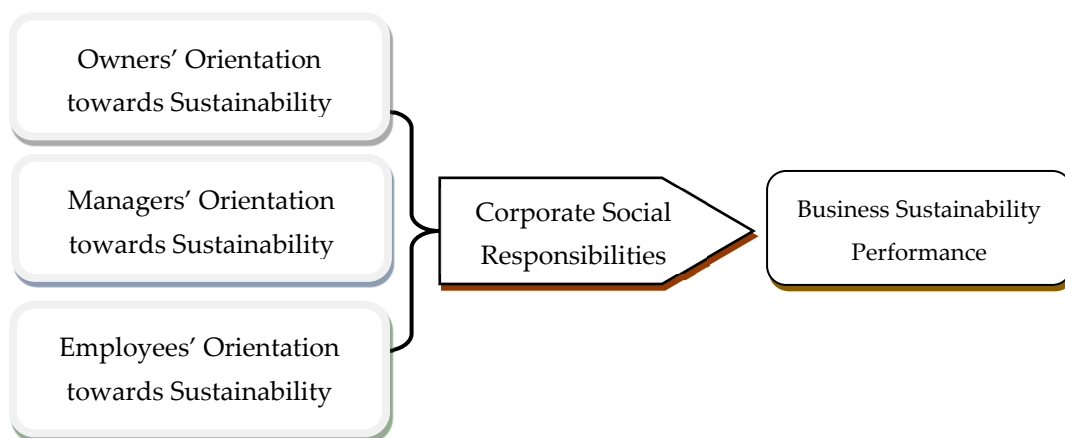 Owners’ Orientation
towards Sustainability
Managers’ Orientation
towards Sustainability
Employees’ Orientation
towards Sustainability
Corporate Social
Responsibilities
Business Sustainability
Performance